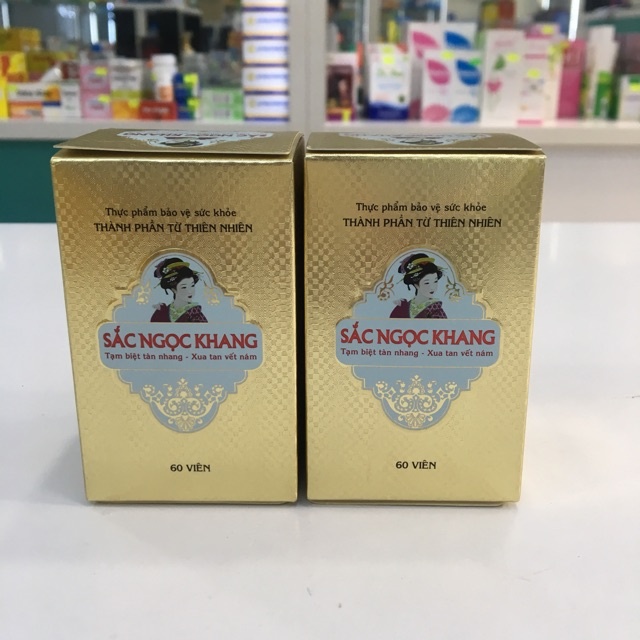 Thực phẩm bảo vệ sức khỏe
THÀNH PHẦN TỪ THIÊN NHIÊN
SẮC NGỌC KHANG
Tạm biệt tàn nhang - Xua tan vết nám
60 VIÊN
Thực phẩm bảo vệ sức khỏe
THÀNH PHẦN TỪ THIÊN NHIÊN
SẮC NGỌC KHANG
Tạm biệt tàn nhang - Xua tan vết nám
60 VIÊN